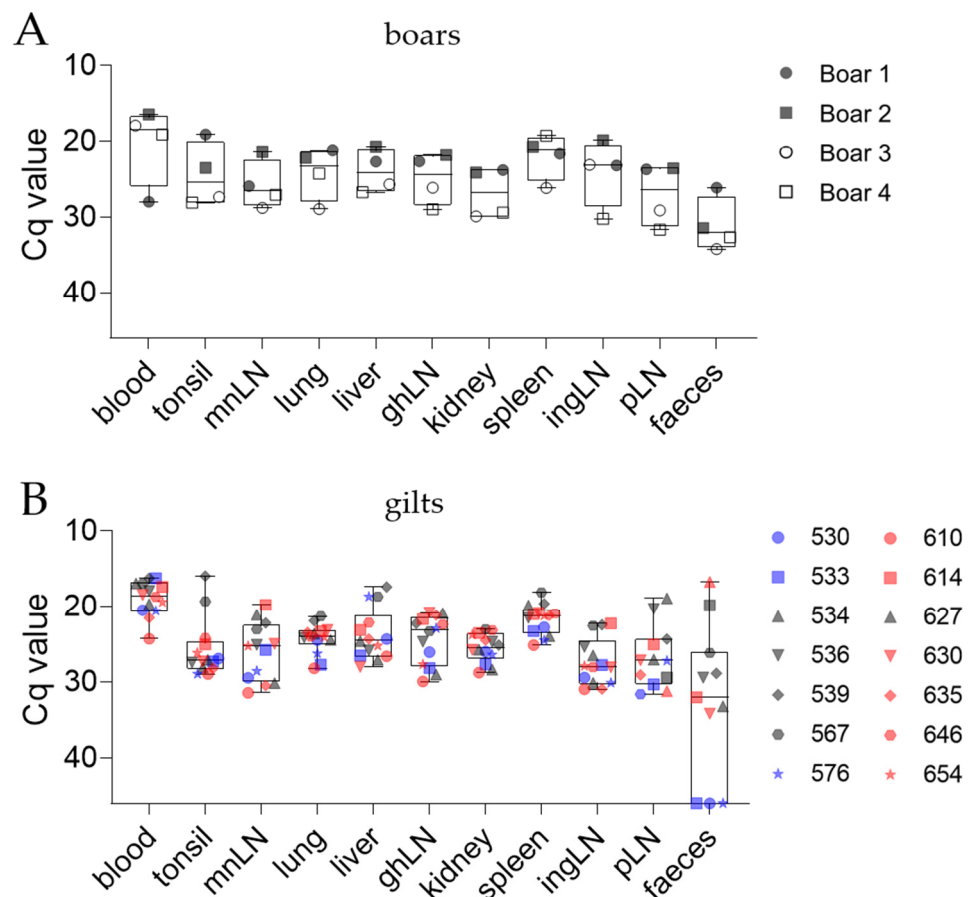 A
boars
10
20
30
40
Cq value
Boar 1
Boar 2
Boar 3
Boar 4
blood
tonsil
mnLN
lung
liver
ghLN
kidney
spleen
ingLN
pLN
faeces
B
gilts
10
20
30
40
Cq value
530 610
533 614
534 627
536 630
539 635
567 646
576 654
blood
tonsil
mnLN
lung
liver
ghLN
kidney
spleen
ingLN
pLN
faeces